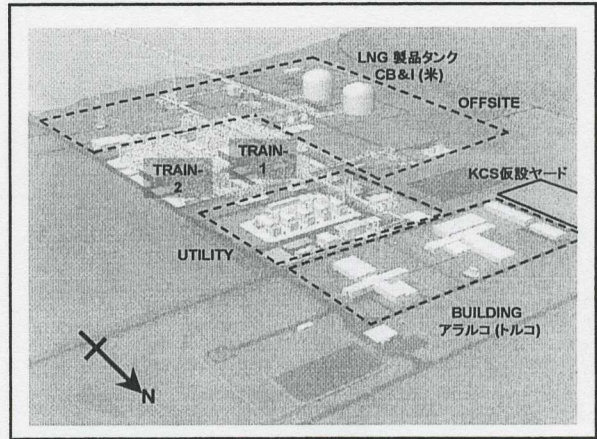 LNG 製品タンク
CB&I (米)
OFFSITE
KCS仮設ヤード
TRAIN-
1
TRAIN-
2
UTILITY
BUILDING
アラルコ (トルコ)
N